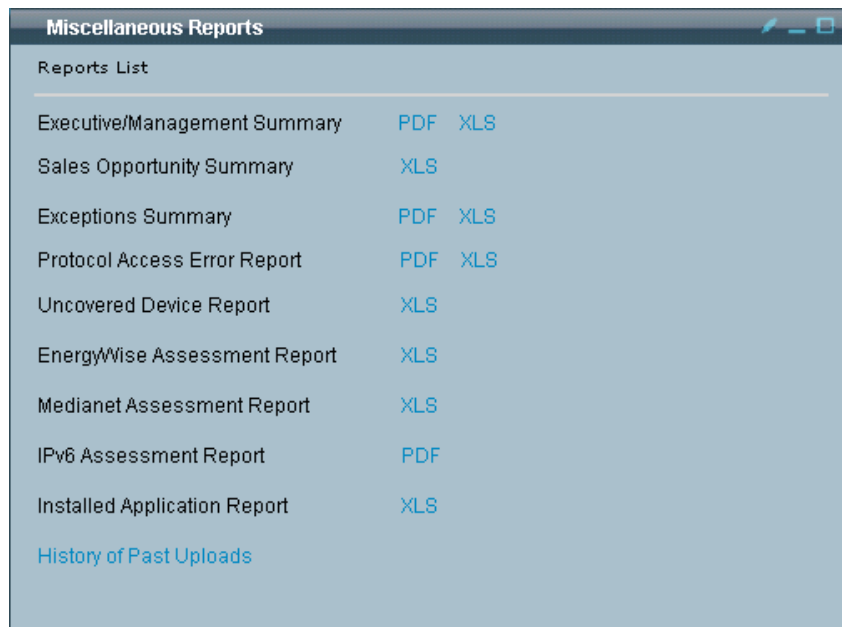 Miscellaneous Reports
Reports List
Executive/Management Summary PDF XLS
Sales Opportunity Summary XLS
Exceptions Summary PDF XLS
Protocol Access Error Report PDF XLS
Uncovered Device Report XLS
EnergyWise Assessment Report XLS
Medianet Assessment Report XLS
IPv6 Assessment Report PDF
Installed Application Report XLS
History of Past Uploads